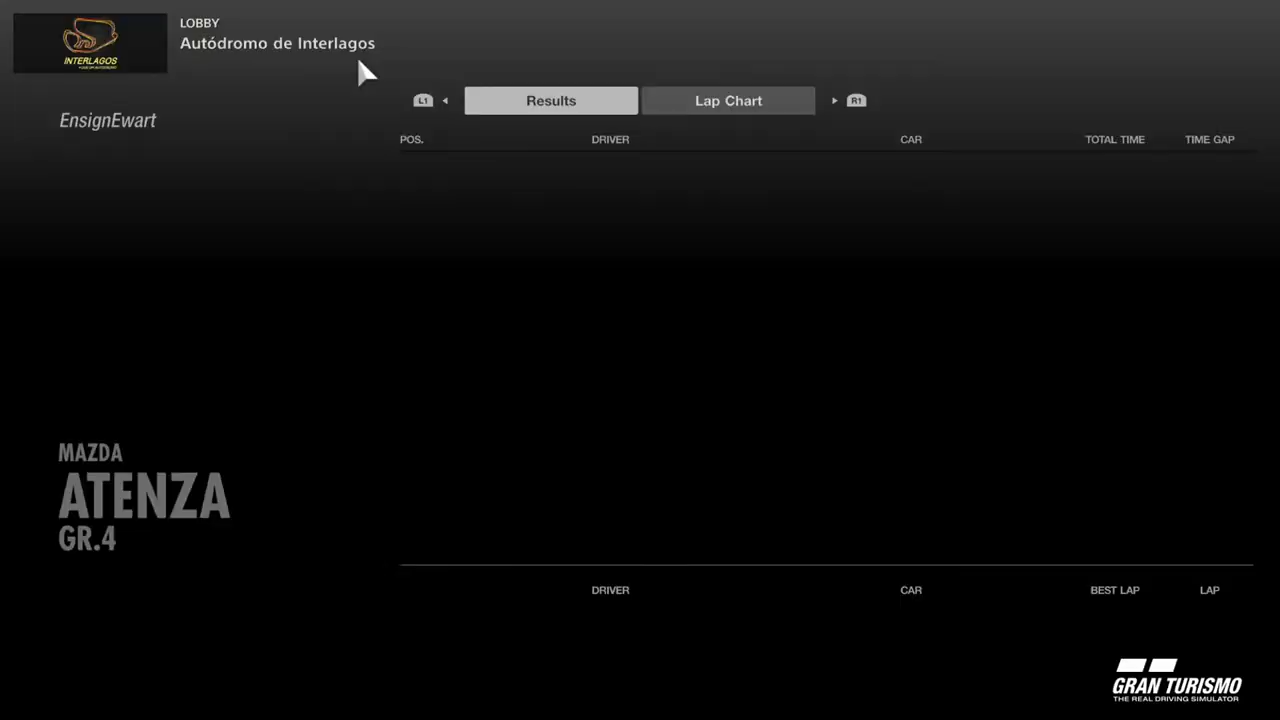 LOBBY
Autódromo de Interlagos
INTERLAGOS
L1
Results
Lap Chart
R1
EnsignEwart
POS.
DRIVER
CAR
TOTAL TIME
TIME GAP
MAZDA
ATENZA
GR.4
DRIVER
CAR
BEST LAP
LAP
GRAN TURISMO
THE REAL DRIVING SIMULATOR